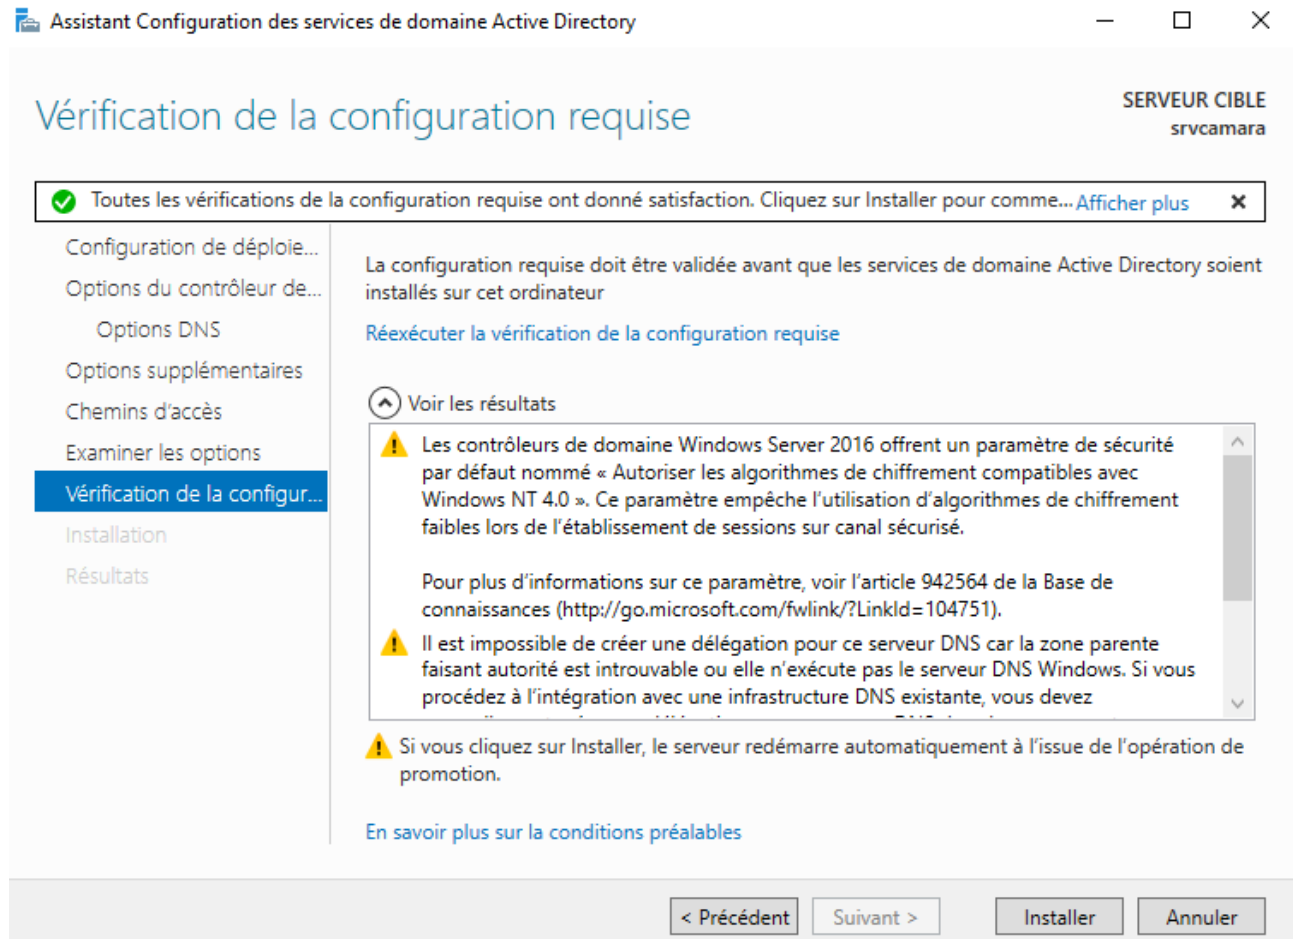 Assistant Configuration des services de domaine Active Directory
Vérification de la configuration requise
SERVEUR CIBLE
srvcamara
Toutes les vérifications de la configuration requise ont donné satisfaction. Cliquez sur Installer pour comme... Afficher plus
Configuration de déploie...
Options du contrôleur de...
Options DNS
Options supplémentaires
Chemins d’accès
Examiner les options
Vérification de la configur...
Installation
Résultats
La configuration requise doit être validée avant que les services de domaine Active Directory soient
installés sur cet ordinateur
Réexécuter la vérification de la configuration requise
Voir les résultats
Les contrôleurs de domaine Windows Server 2016 offrent un paramètre de sécurité
par défaut nommé « Autoriser les algorithmes de chiffrement compatibles avec
Windows NT 4.0 ». Ce paramètre empêche l’utilisation d’algorithmes de chiffrement
faibles lors de l’établissement de sessions sur canal sécurisé.
Pour plus d’informations sur ce paramètre, voir l’article 942564 de la Base de
connaissances (http://go.microsoft.com/fwlink/?LinkId=104751).
Il est impossible de créer une délégation pour ce serveur DNS car la zone parente
faisant autorité est introuvable ou elle n’exécute pas le serveur DNS Windows. Si vous
procédez à l’intégration avec une infrastructure DNS existante, vous devez
Si vous cliquez sur Installer, le serveur redémarre automatiquement à l’issue de l’opération de
promotion.
En savoir plus sur la conditions préalables
< Précédent
Suivant >
Installer
Annuler